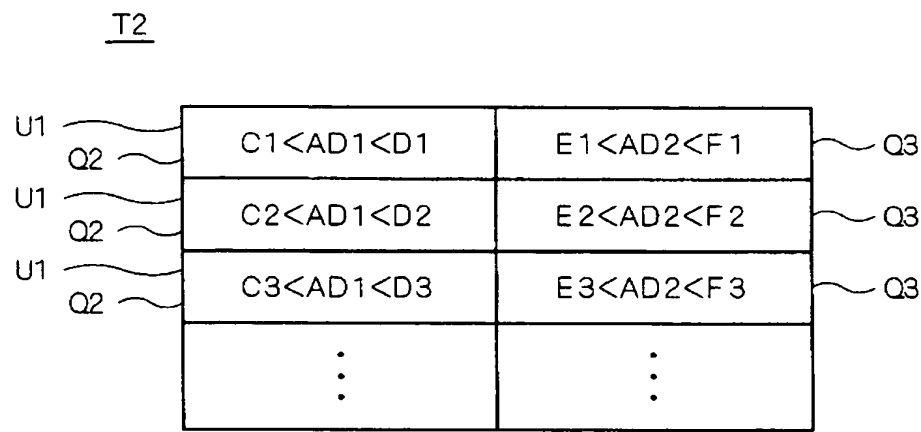 T2
U1
Q2 C1<AD1<D1 E1<AD2<F1 Q3
U1
Q2 C2<AD1<D2 E2<AD2<F2 Q3
U1
Q2 C3<AD1<D3 E3<AD2<F3 Q3